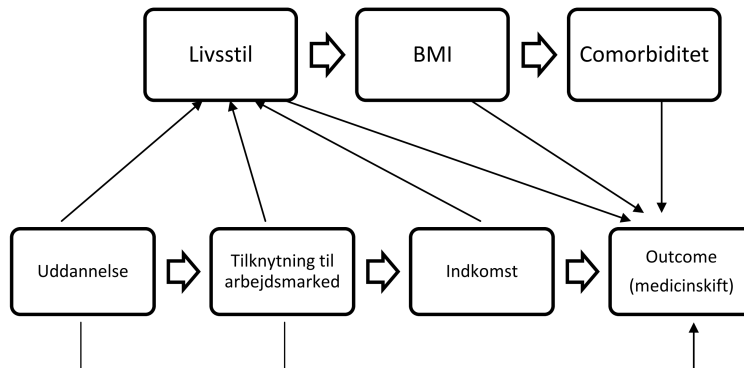 Livsstil
BMI
Comorbiditet
Uddannelse
Tilknytning til
arbejdsmarked
Indkomst
Outcome
(medicinskift)